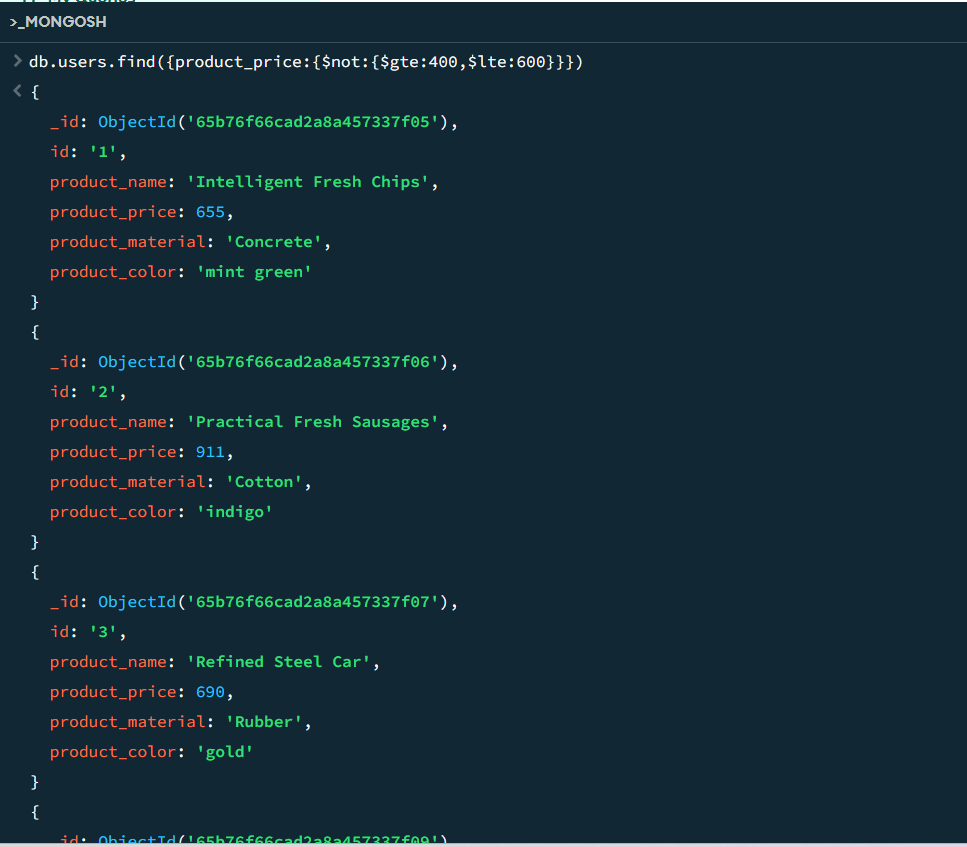 >_MONGOSH
> db.users.find({product_price:{$not:{$gte:400,$lte:600}}})
< {
_id: ObjectId('65b76f66cad2a8a457337f05'),
id: '1',
product_name: 'Intelligent Fresh Chips',
product_price: 655,
product_material: 'Concrete',
product_color: 'mint green'
}
{
_id: ObjectId('65b76f66cad2a8a457337f06'),
id: '2',
product_name: 'Practical Fresh Sausages',
product_price: 911,
product_material: 'Cotton',
product_color: 'indigo'
}
{
_id: ObjectId('65b76f66cad2a8a457337f07'),
id: '3',
product_name: 'Refined Steel Car',
product_price: 690,
product_material: 'Rubber',
product_color: 'gold'
}
{
_id: ObjectId('65b76f66cad2a8a457337f09')